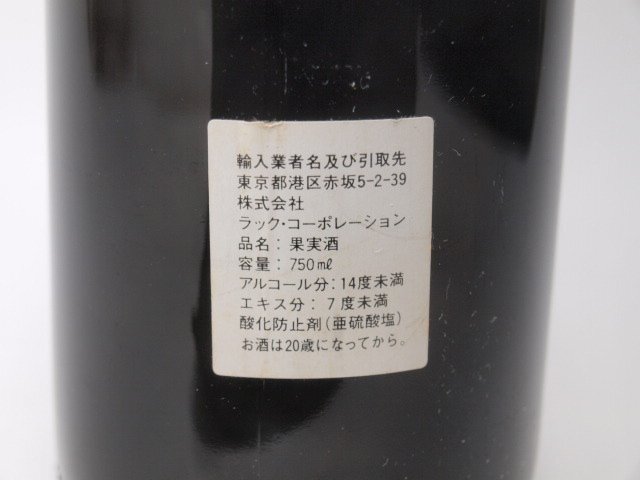 輸入業者名及び引取先
東京都港区赤坂5-2-39
株式会社
ラック・コーポレーション
品名：果実酒
容量：750ml
アルコール分：14度未満
エキス分：7度未満
酸化防止剤(亜硫酸塩)
お酒は20歳になってから。